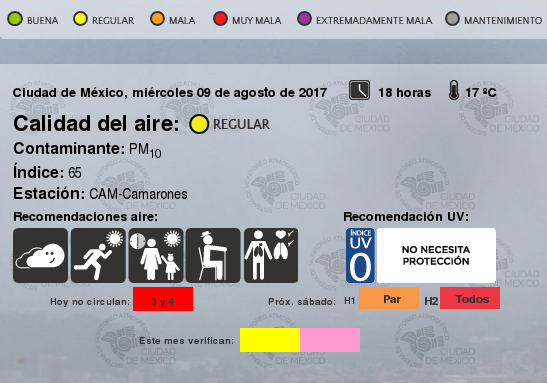 BUENA REGULAR MALA MUY MALA EXTREMADAMENTE MALA MANTENIMIENTO
Ciudad de México, miércoles 09 de agosto de 2017 18 horas 17 ºC
Calidad del aire: REGULAR
Contaminante: PM10
Índice: 65
Estación: CAM-Camarones
Recomendaciones aire: Recomendación UV:
ÍNDICE
UV
0
NO NECESITA
PROTECCIÓN
Hoy no circulan: 3 y 4 Próx. sábado: H1 Par H2 Todos
Este mes verifican:
CIUDAD
DE MÉXICO